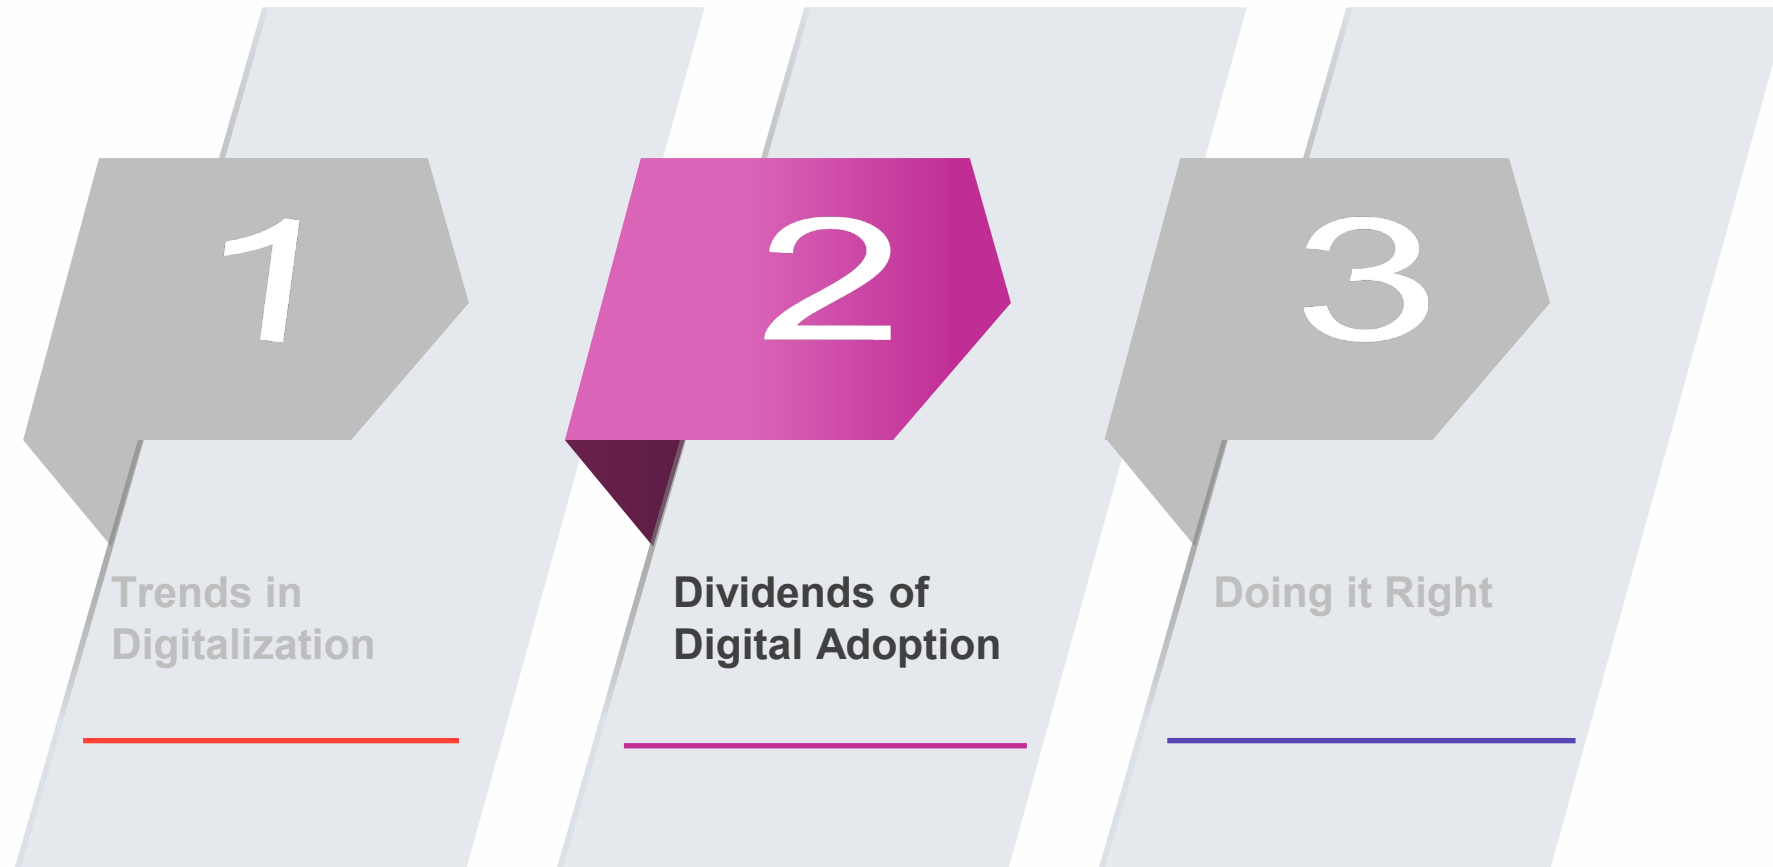 1
Trends in
Digitalization
2
Dividends of
Digital Adoption
3
Doing it Right